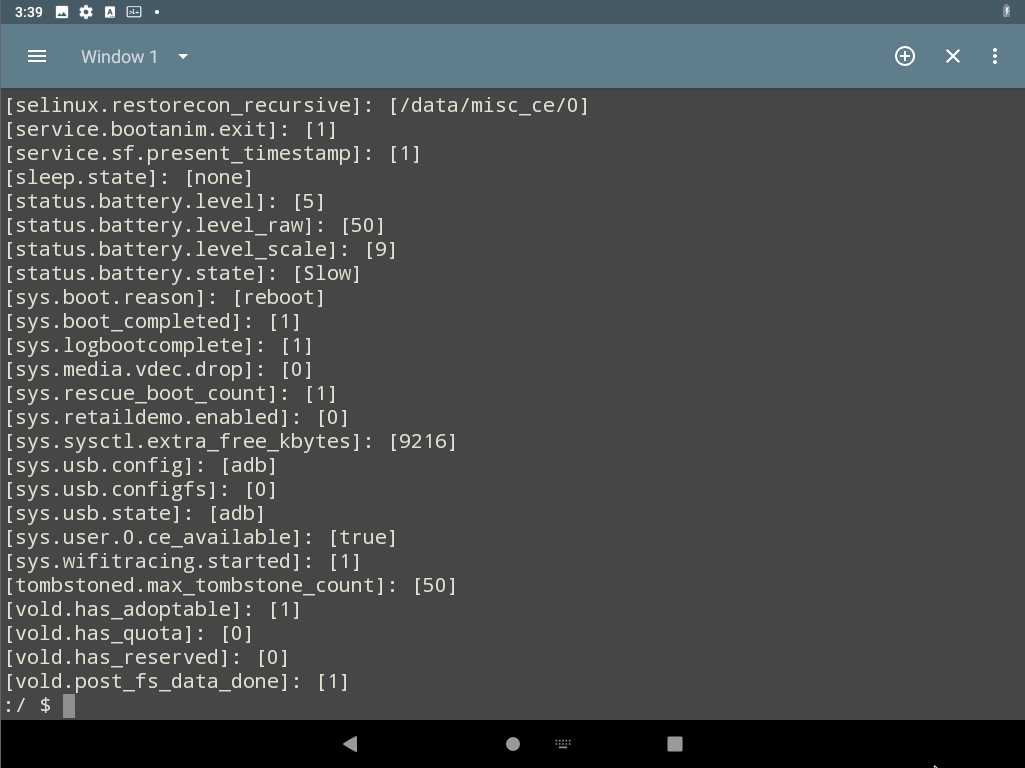 3:39
Window 1
[selinux.restorecon_recursive]: [/data/misc_ce/0]
[service.bootanim.exit]: [1]
[service.sf.present_timestamp]: [1]
[sleep.state]: [none]
[status.battery.level]: [5]
[status.battery.level_raw]: [50]
[status.battery.level_scale]: [9]
[status.battery.state]: [Slow]
[sys.boot.reason]: [reboot]
[sys.boot_completed]: [1]
[sys.logbootcomplete]: [1]
[sys.media.vdec.drop]: [0]
[sys.rescue_boot_count]: [1]
[sys.retaildemo.enabled]: [0]
[sys.sysctl.extra_free_kbytes]: [9216]
[sys.usb.config]: [adb]
[sys.usb.configfs]: [0]
[sys.usb.state]: [adb]
[sys.user.0.ce_available]: [true]
[sys.wifitracing.started]: [1]
[tombstoned.max_tombstone_count]: [50]
[vold.has_adoptable]: [1]
[vold.has_quota]: [0]
[vold.has_reserved]: [0]
[vold.post_fs_data_done]: [1]
:/ $